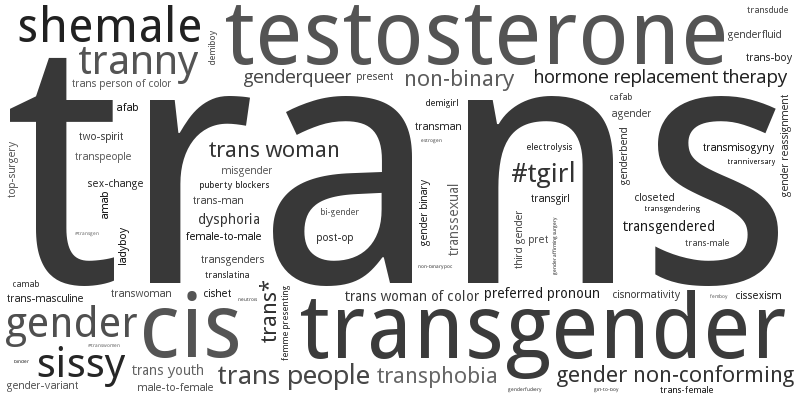 shemale
testosterone
transdude
tranny
demiboy
genderfluid
trans-boy
trans person of color
genderqueer
present
non-binary
hormone replacement therapy
trans
afab
demigirl
cafab
agender
gender reassignment
top-surgery
two-spirit
transpeople
trans woman
transman
estrogen
electrolysis
genderbend
transmisogyny
tranniversary
misgender
#tgirl
sex-change
puberty blockers
amab
trans-man
transgirl
closeted
transgendering
bi-gender
gender binary
transsexual
dysphoria
third gender
pret
gender affirming surgery
transgendered
#transgen
ladyboy
female-to-male
post-op
trans-male
transgenders
translatina
non-binarypoc
camab
trans-masculine
transwoman
cishet
neutrois
trans*
femme presenting
trans woman of color
preferred pronoun
cisnormativity
femboy
cissexism
gender
cis
transgender
#transwomen
binder
sissy
trans youth
trans people
transphobia
gender non-conforming
gender-variant
male-to-female
genderfuckery
girl-to-boy
trans-female